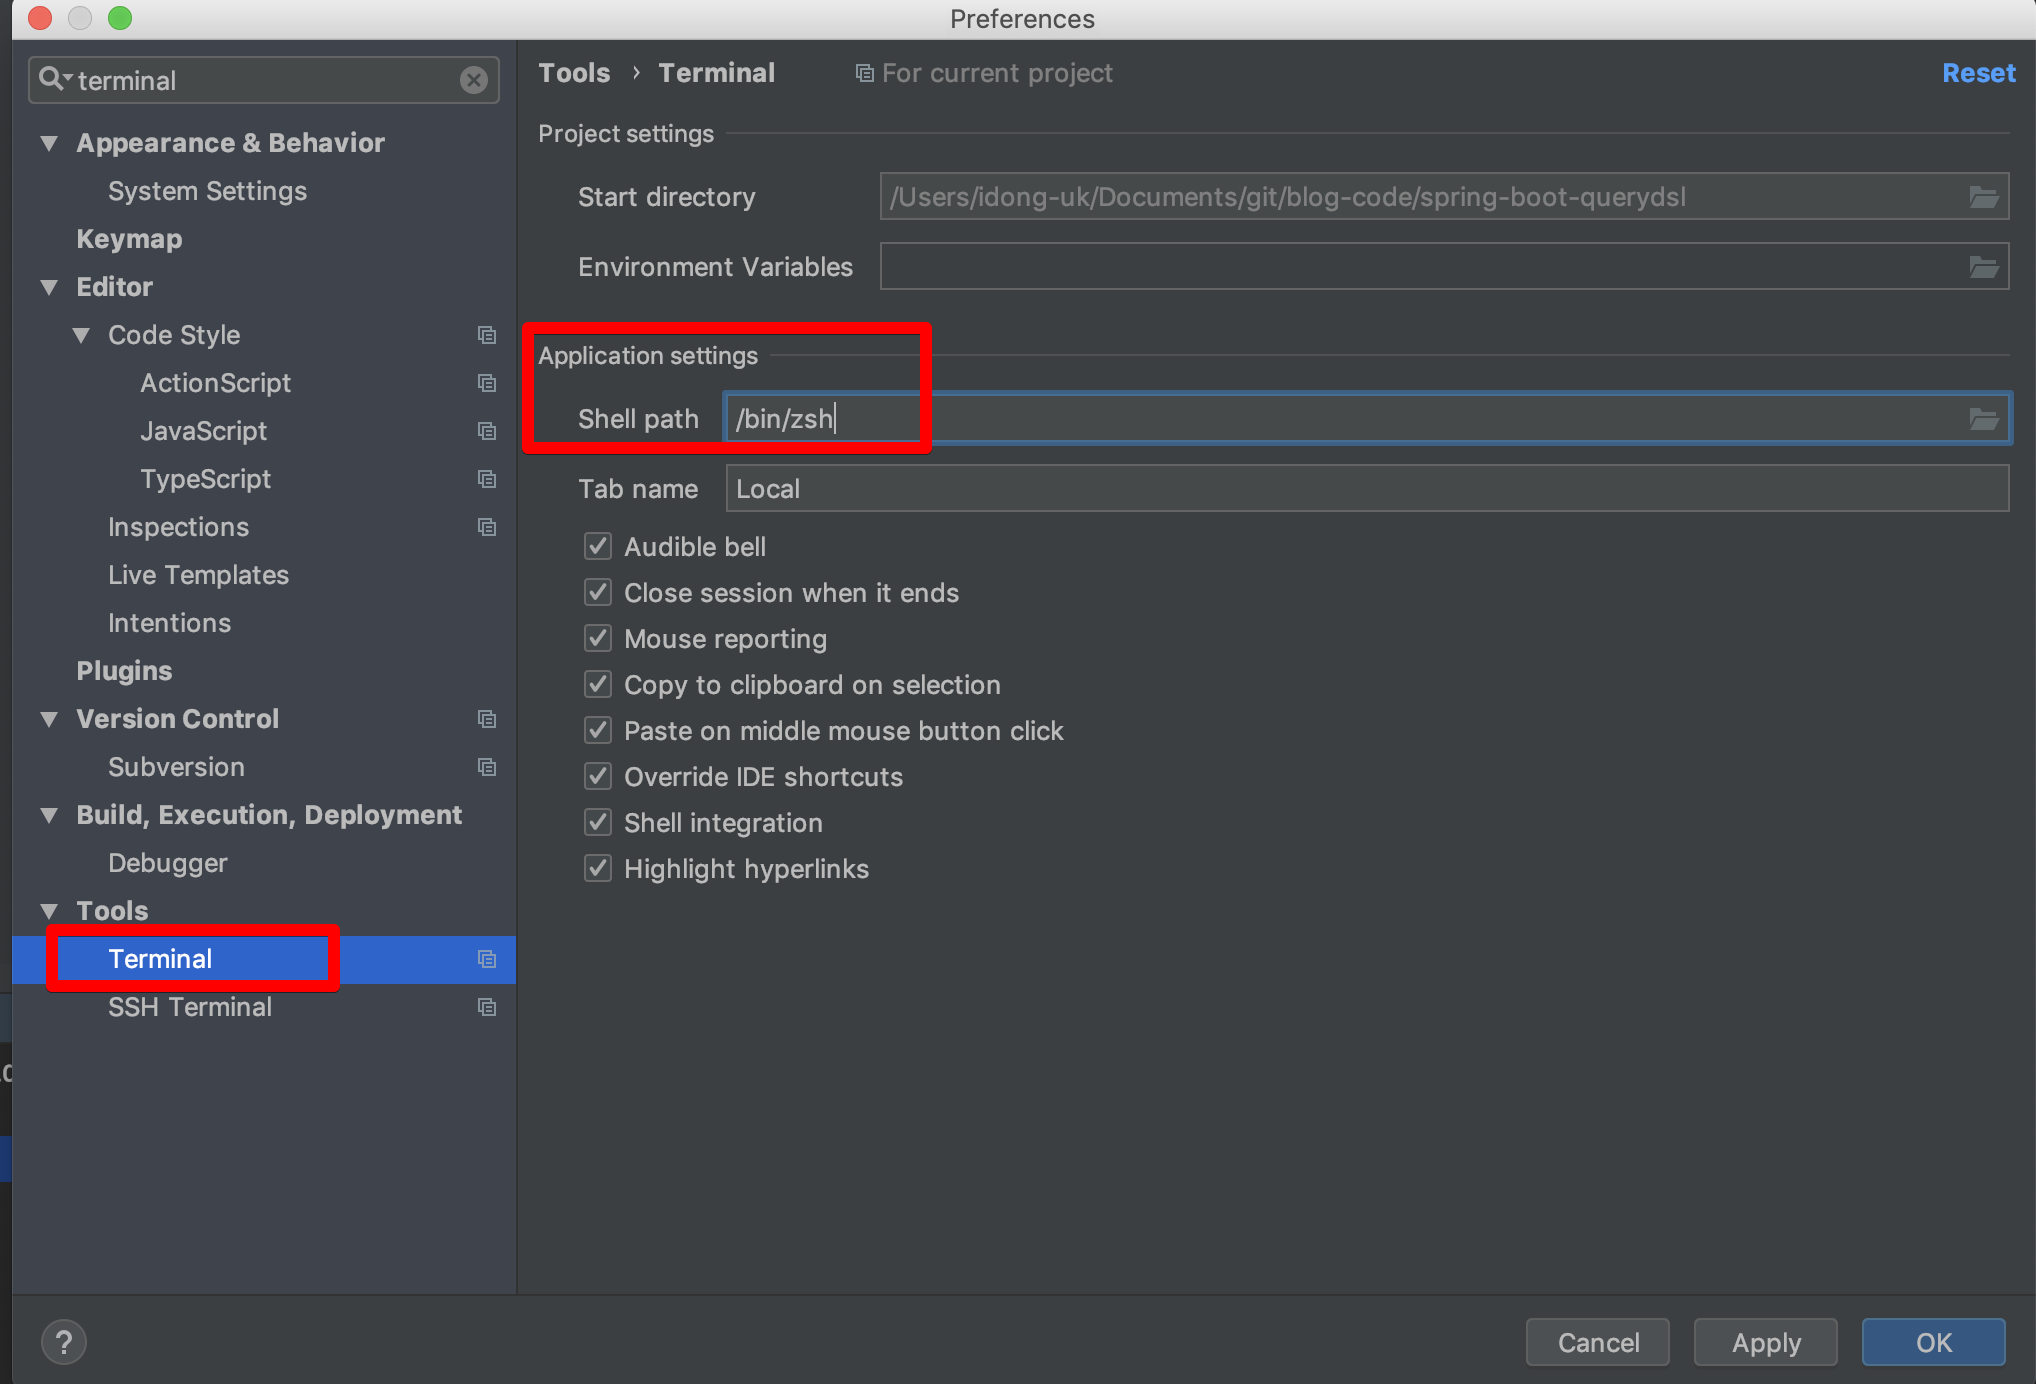 Preferences
terminal
Appearance & Behavior
System Settings
Keymap
Editor
Code Style
ActionScript
JavaScript
TypeScript
Inspections
Live Templates
Intentions
Plugins
Version Control
Subversion
Build, Execution, Deployment
Debugger
Tools
Terminal
SSH Terminal
Tools › Terminal
For current project
Reset
Project settings
Start directory
/Users/idong-uk/Documents/git/blog-code/spring-boot-querydsl
Environment Variables
Application settings
Shell path
/bin/zsh
Tab name
Local
Audible bell
Close session when it ends
Mouse reporting
Copy to clipboard on selection
Paste on middle mouse button click
Override IDE shortcuts
Shell integration
Highlight hyperlinks
?
Cancel
Apply
OK